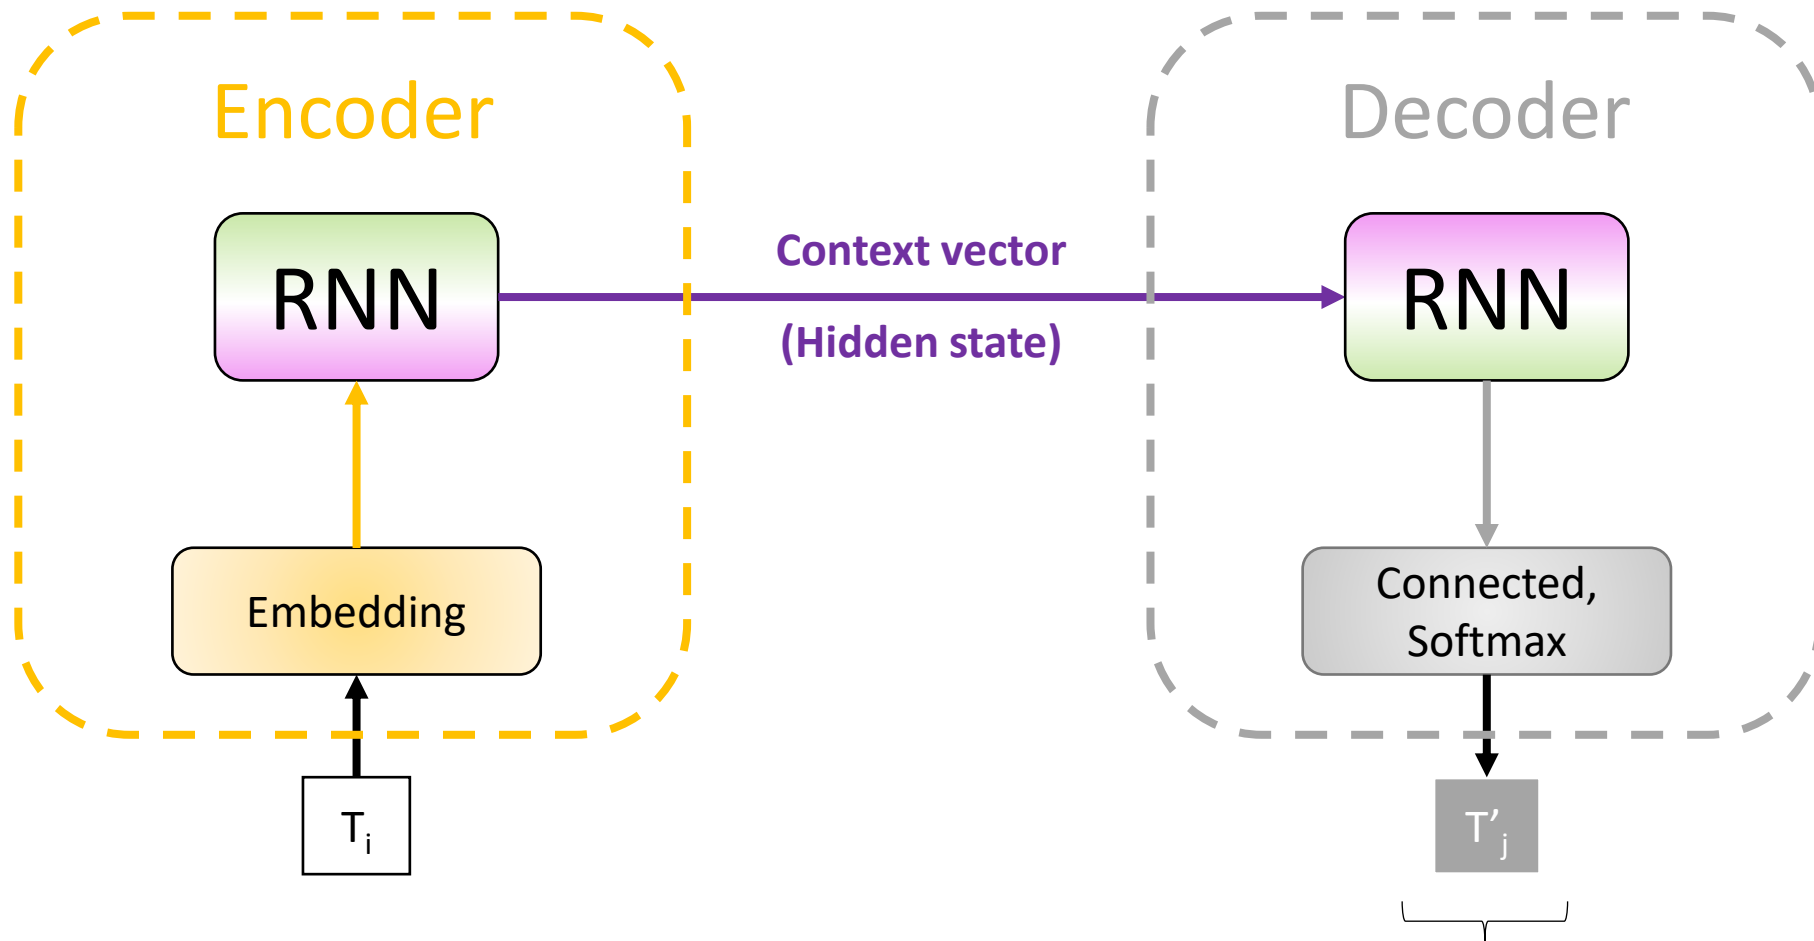 Encoder
Decoder
RNN
Context vector
(Hidden state)
RNN
Embedding
Connected,
Softmax
Ti
T’j